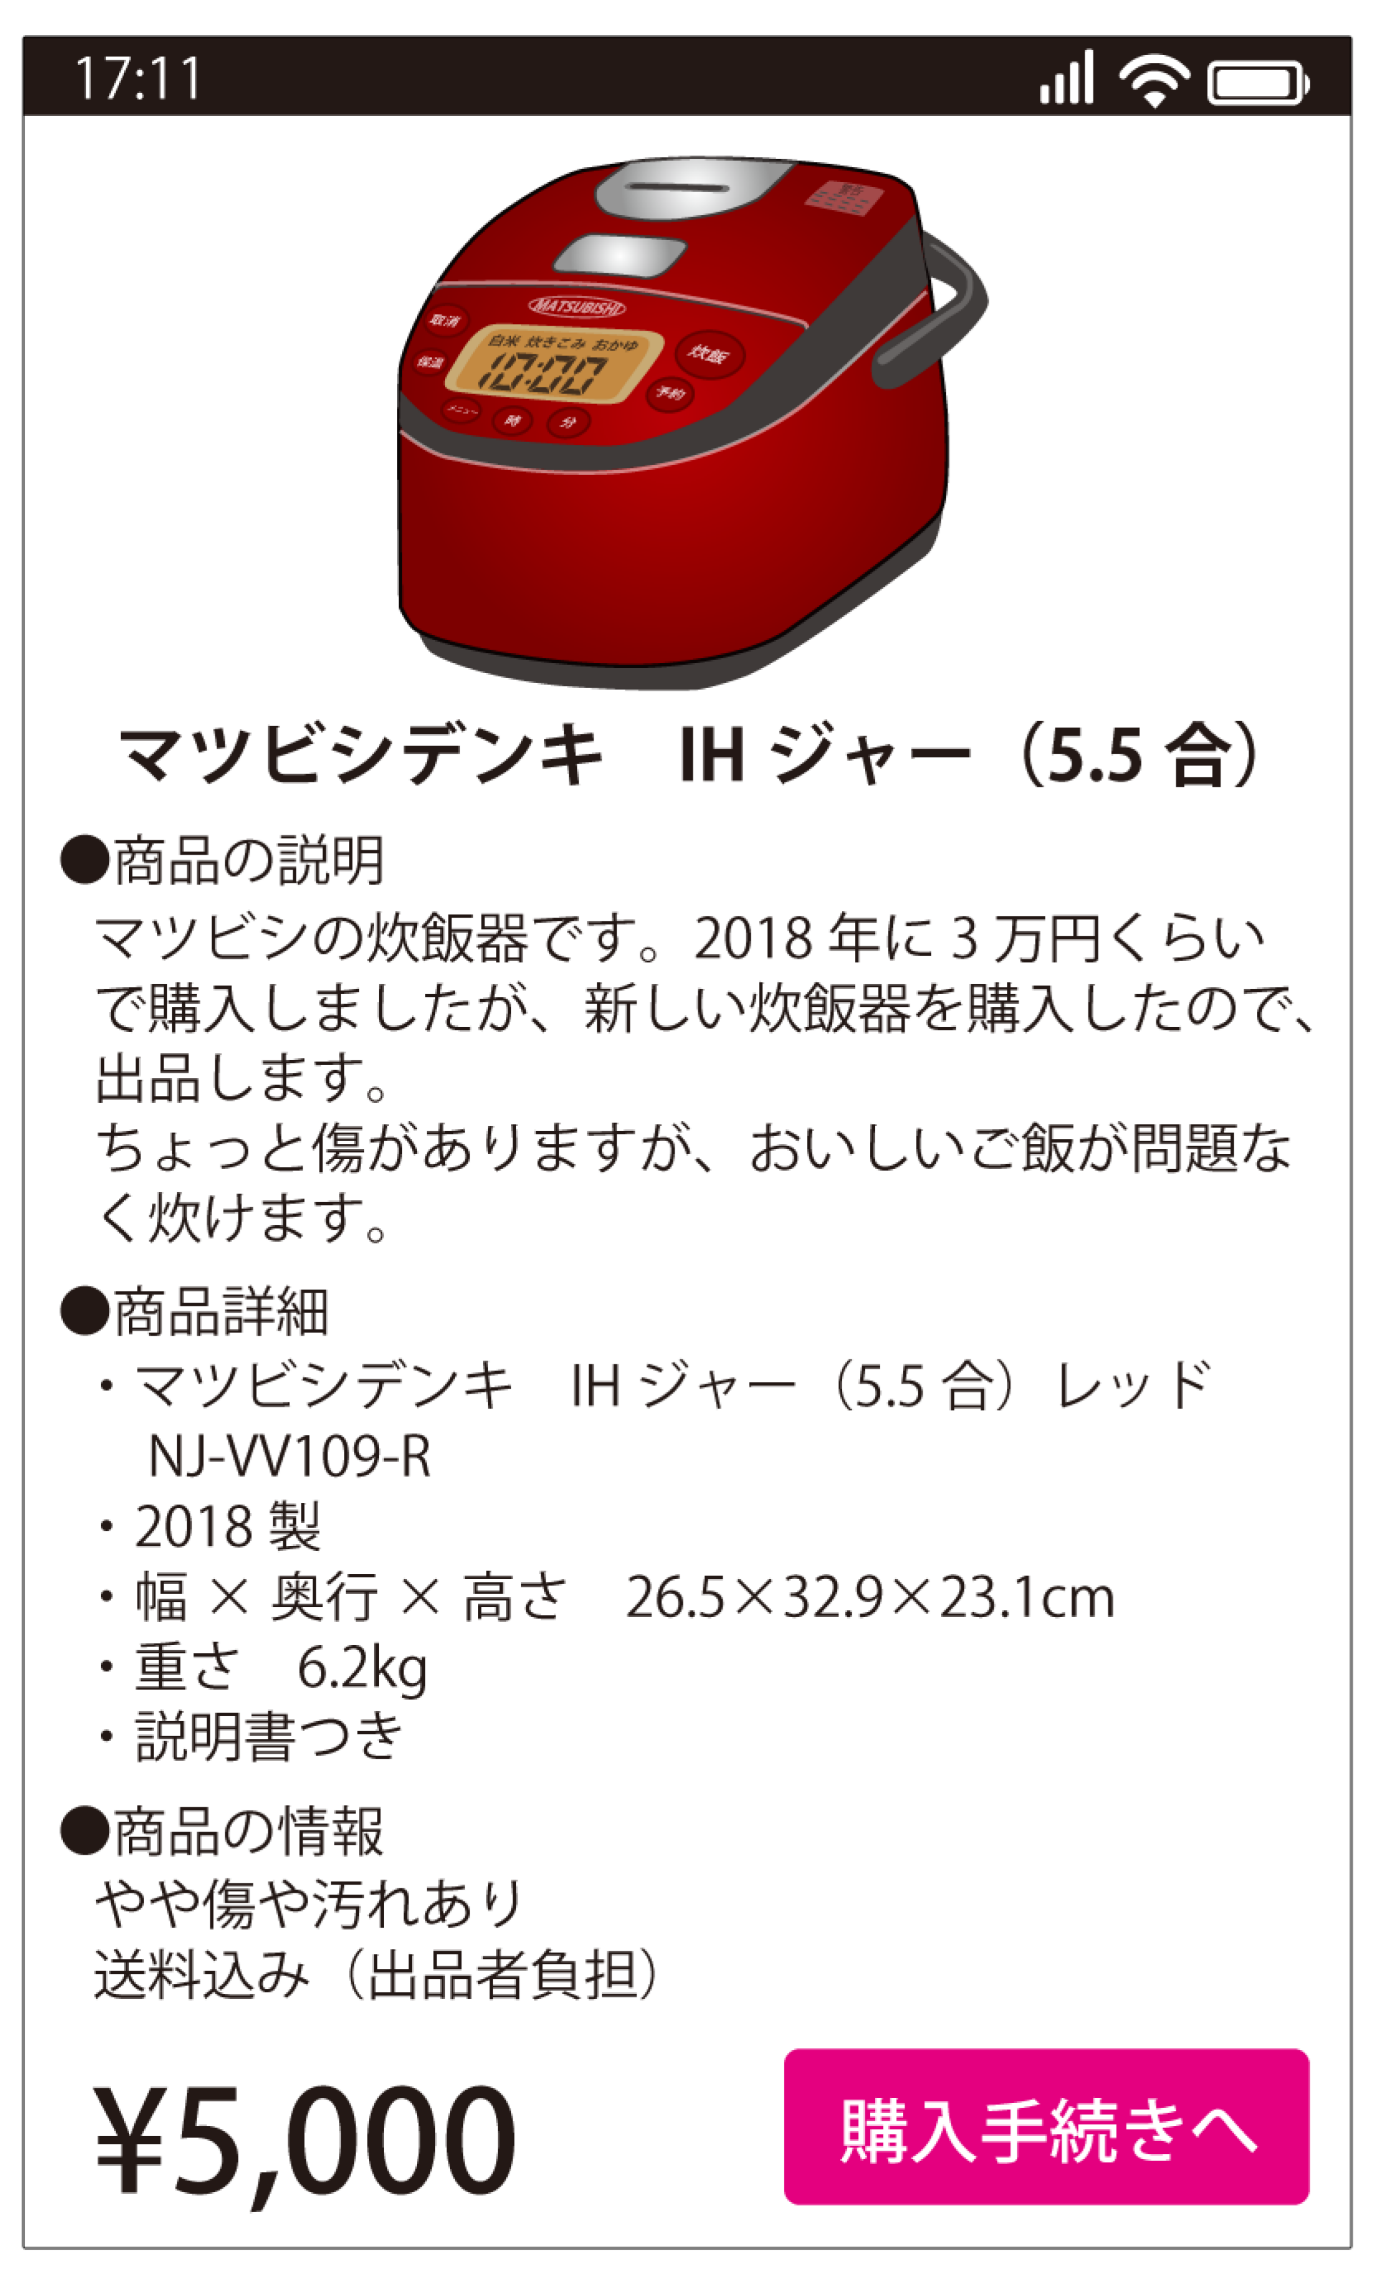 17:11
警告
MATSUBISHI
取消
白米 炊きこみ おかゆ
炊飯
保温
10:00
予約
メニュー
時
分
マツビシデンキ　IH ジャー（5.5 合）
●商品の説明
マツビシの炊飯器です。2018 年に 3 万円くらい
で購入しましたが、新しい炊飯器を購入したので、
出品します。
ちょっと傷がありますが、おいしいご飯が問題な
く炊けます。
●商品詳細
・マツビシデンキ　IH ジャー（5.5 合）レッド
NJ-VV109-R
・2018 製
・幅 × 奥行 × 高さ　26.5×32.9×23.1cm
・重さ　6.2kg
・説明書つき
●商品の情報
やや傷や汚れあり
送料込み（出品者負担）
¥5,000
購入手続きへ